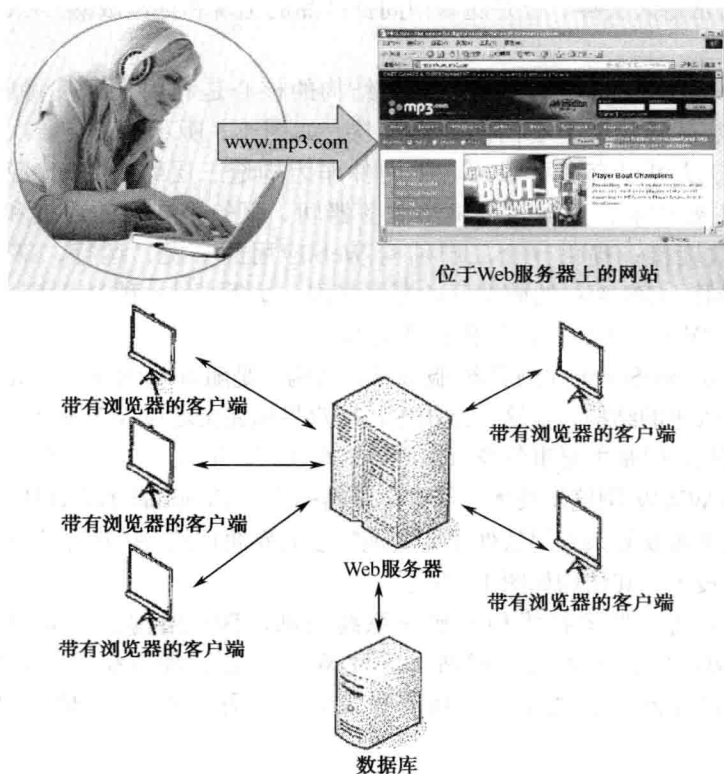 www.mp3.com
mp3.com
Player Bout Champions
PLAYER
BOUT
CHAMPIONS
位于Web服务器上的网站
带有浏览器的客户端
带有浏览器的客户端
带有浏览器的客户端
带有浏览器的客户端
带有浏览器的客户端
Web服务器
数据库